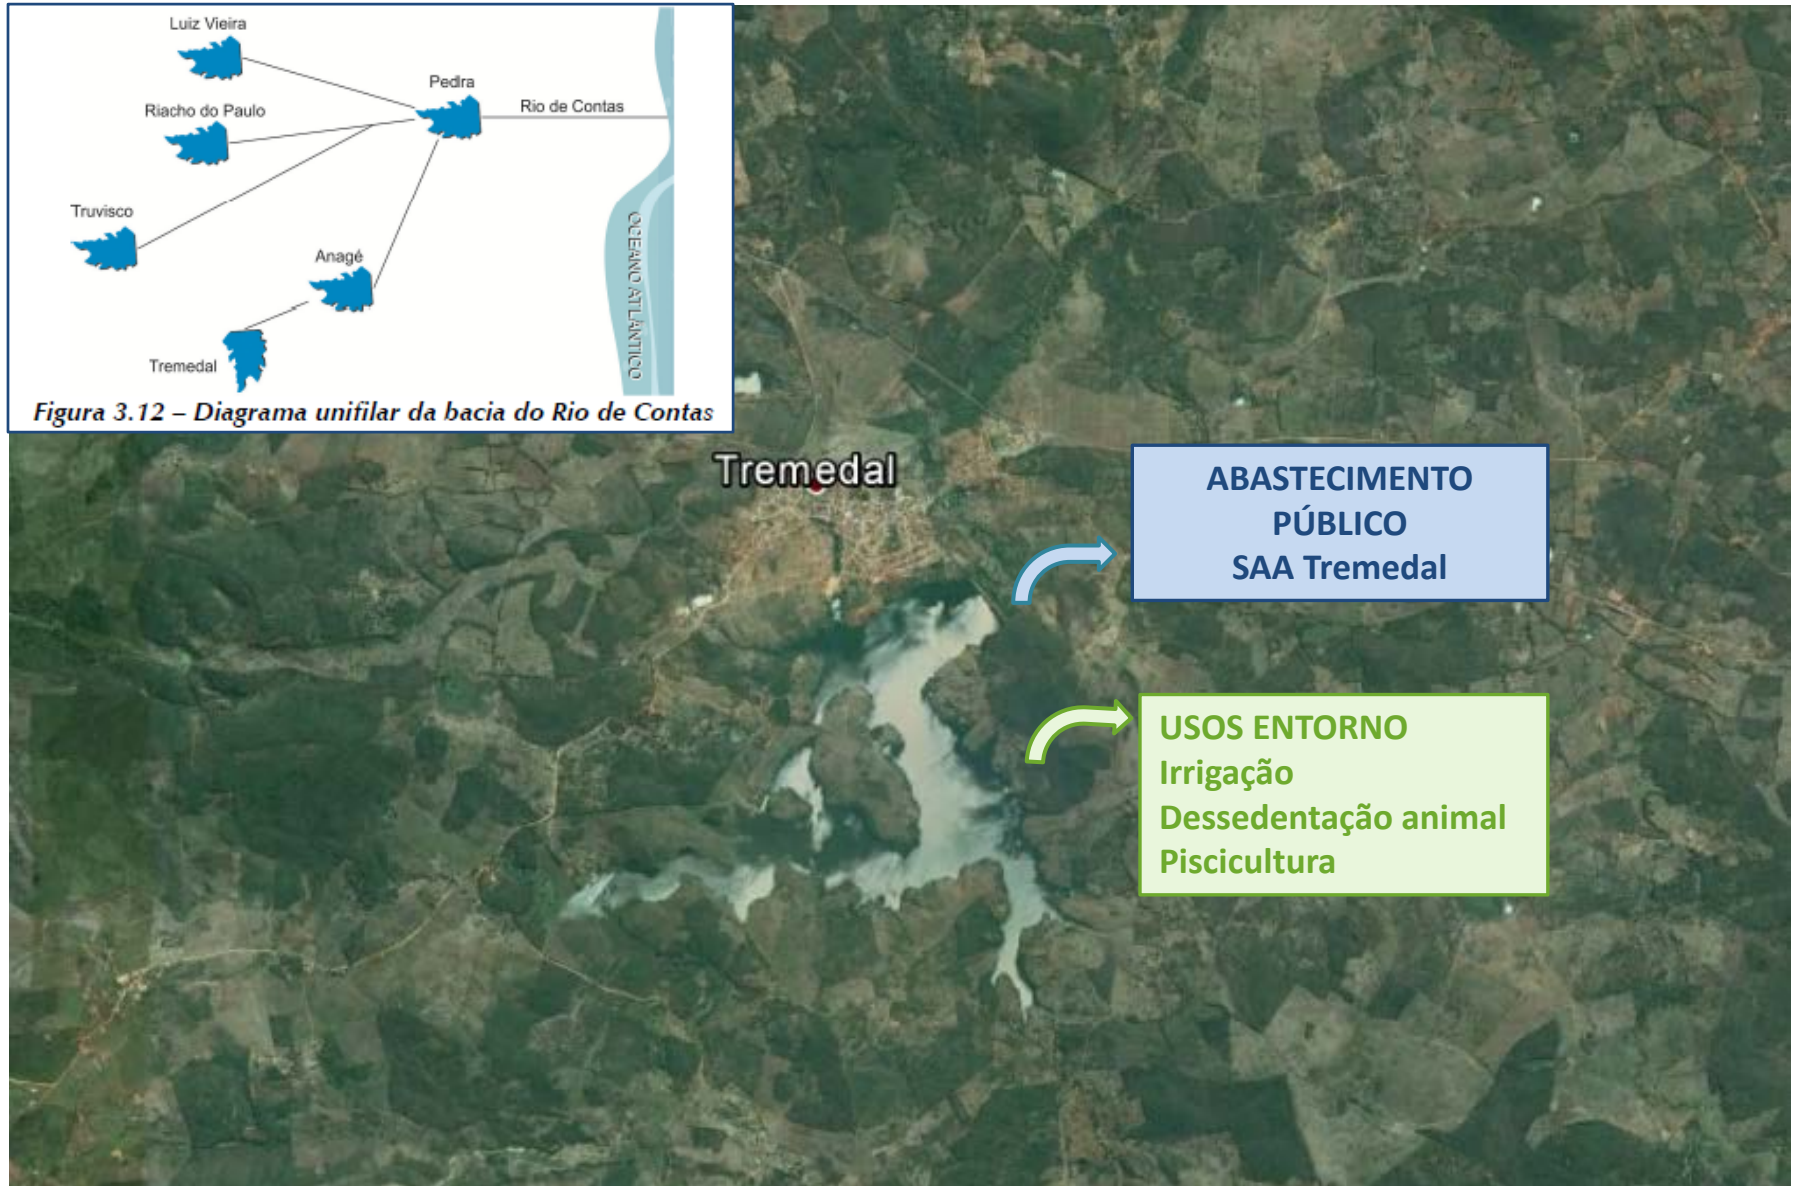 Luiz Vieira
Pedra
Rio de Contas
Riacho do Paulo
Truvisco
Anagé
Tremedal
OCEANO ATLÂNTICO
Figura 3.12 – Diagrama unifilar da bacia do Rio de Contas
Tremedal
ABASTECIMENTO
PÚBLICO
SAA Tremedal
USOS ENTORNO
Irrigação
Dessedentação animal
Piscicultura